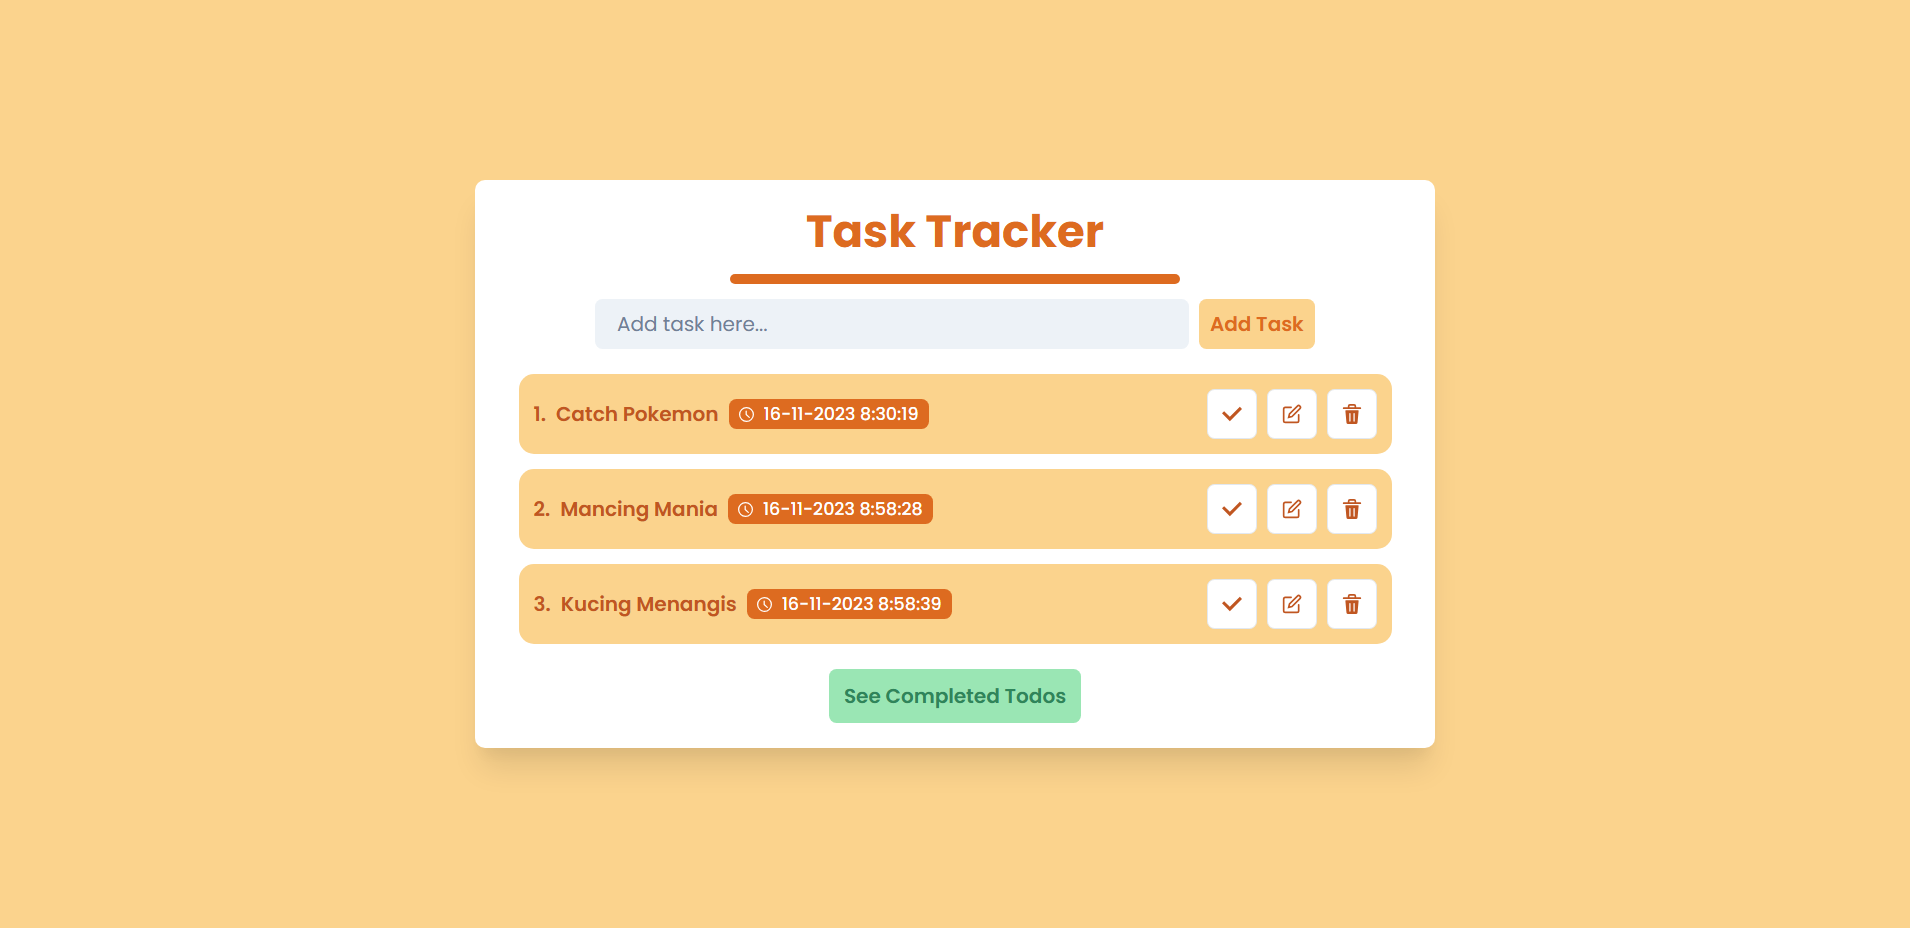 Task Tracker
Add task here...
Add Task
1. Catch Pokemon 16-11-2023 8:30:19
2. Mancing Mania 16-11-2023 8:58:28
3. Kucing Menangis 16-11-2023 8:58:39
See Completed Todos